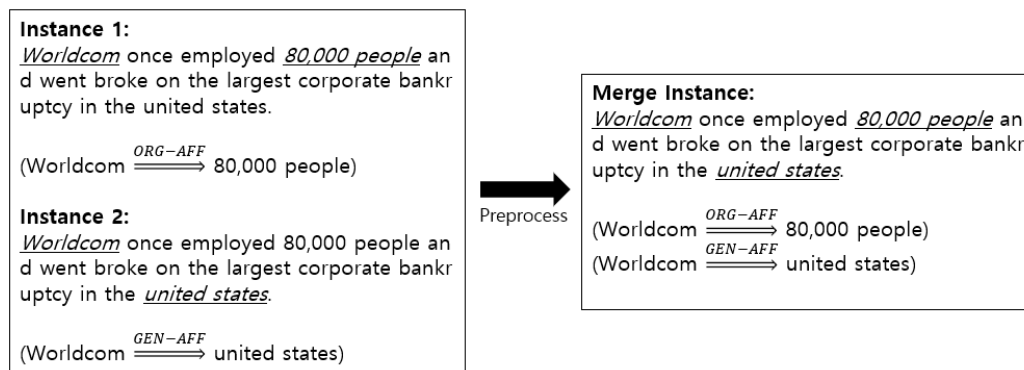 Instance 1:
Worldcom once employed 80,000 people an
d went broke on the largest corporate bankr
uptcy in the united states.
ORG−AFF
(Worldcom ⟹ 80,000 people)
Instance 2:
Worldcom once employed 80,000 people an
d went broke on the largest corporate bankr
uptcy in the united states.
GEN−AFF
(Worldcom ⟹ united states)
Preprocess
Merge Instance:
Worldcom once employed 80,000 people an
d went broke on the largest corporate bankr
uptcy in the united states.
ORG−AFF
(Worldcom ⟹ 80,000 people)
GEN−AFF
(Worldcom ⟹ united states)